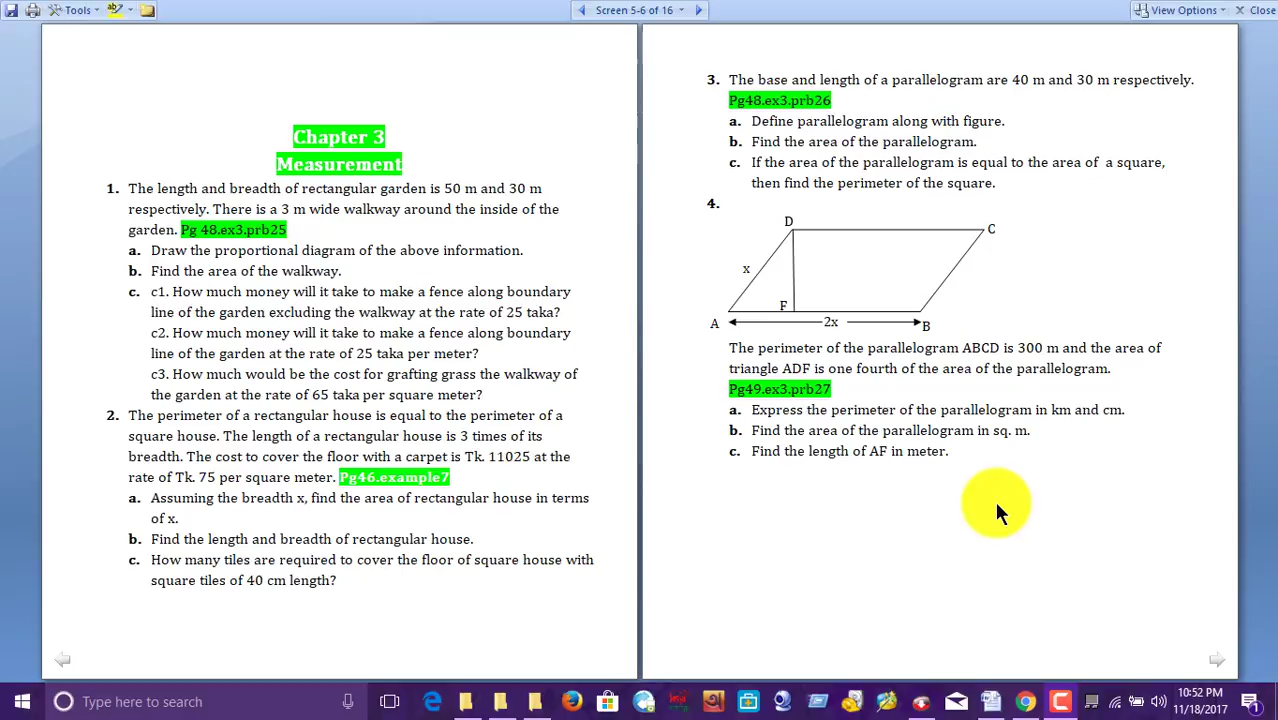 Tools
Screen 5-6 of 16
View Options
Close
Chapter 3
Measurement
1. The length and breadth of rectangular garden is 50 m and 30 m
respectively. There is a 3 m wide walkway around the inside of the
garden. Pg 48.ex3.prb25
a. Draw the proportional diagram of the above information.
b. Find the area of the walkway.
c. c1. How much money will it take to make a fence along boundary
line of the garden excluding the walkway at the rate of 25 taka?
c2. How much money will it take to make a fence along boundary
line of the garden at the rate of 25 taka per meter?
c3. How much would be the cost for grafting grass the walkway of
the garden at the rate of 65 taka per square meter?
2. The perimeter of a rectangular house is equal to the perimeter of a
square house. The length of a rectangular house is 3 times of its
breadth. The cost to cover the floor with a carpet is Tk. 11025 at the
rate of Tk. 75 per square meter. Pg46.example7
a. Assuming the breadth x, find the area of rectangular house in terms
of x.
b. Find the length and breadth of rectangular house.
c. How many tiles are required to cover the floor of square house with
square tiles of 40 cm length?
3. The base and length of a parallelogram are 40 m and 30 m respectively.
Pg48.ex3.prb26
a. Define parallelogram along with figure.
b. Find the area of the parallelogram.
c. If the area of the parallelogram is equal to the area of a square,
then find the perimeter of the square.
4.
D
C
x
F
A
2x
B
The perimeter of the parallelogram ABCD is 300 m and the area of
triangle ADF is one fourth of the area of the parallelogram.
Pg49.ex3.prb27
a. Express the perimeter of the parallelogram in km and cm.
b. Find the area of the parallelogram in sq. m.
c. Find the length of AF in meter.
Type here to search
10:52 PM
11/18/2017